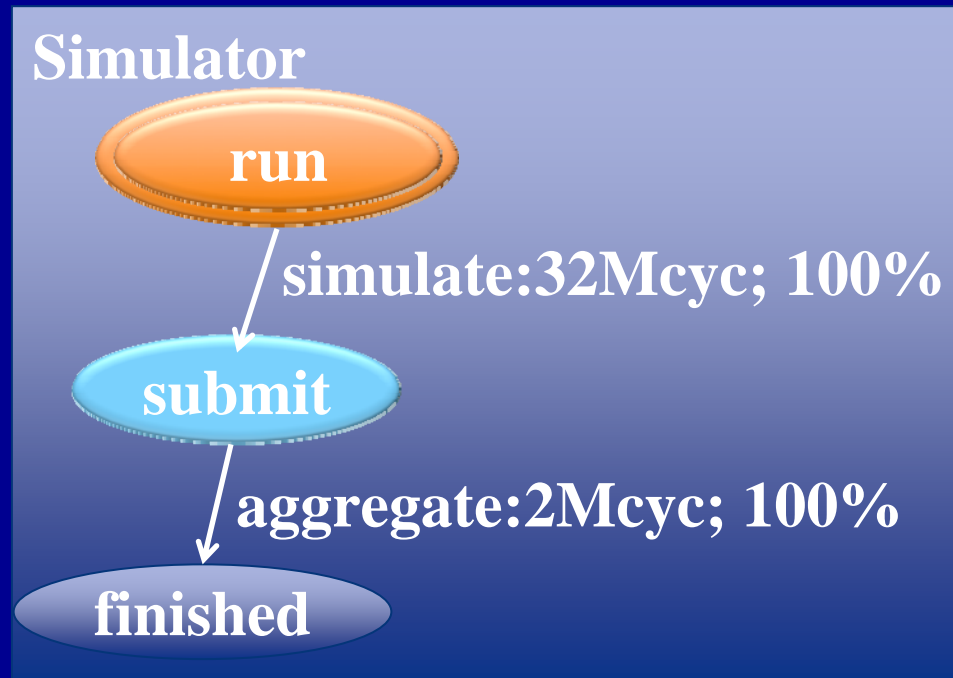 Simulator
run
simulate:32Mcyc; 100%
submit
aggregate:2Mcyc; 100%
finished